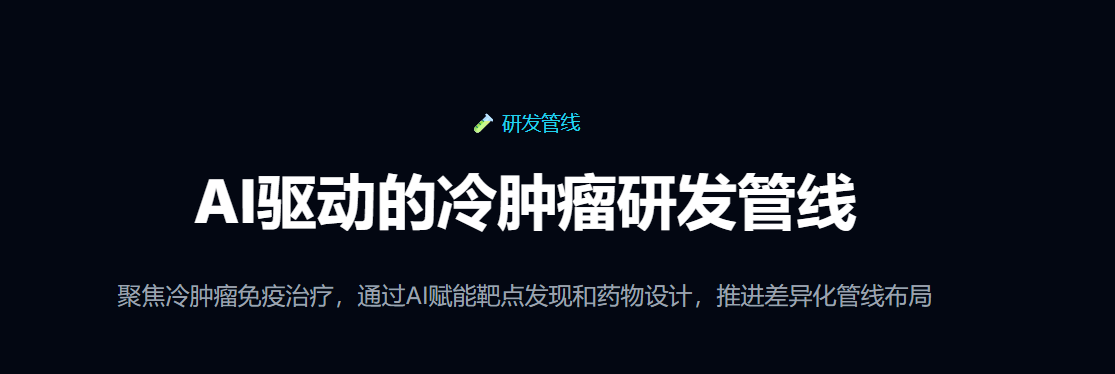 研发管线
AI驱动的冷肿瘤研发管线
聚焦冷肿瘤免疫治疗，通过AI赋能靶点发现和药物设计，推进差异化管线布局